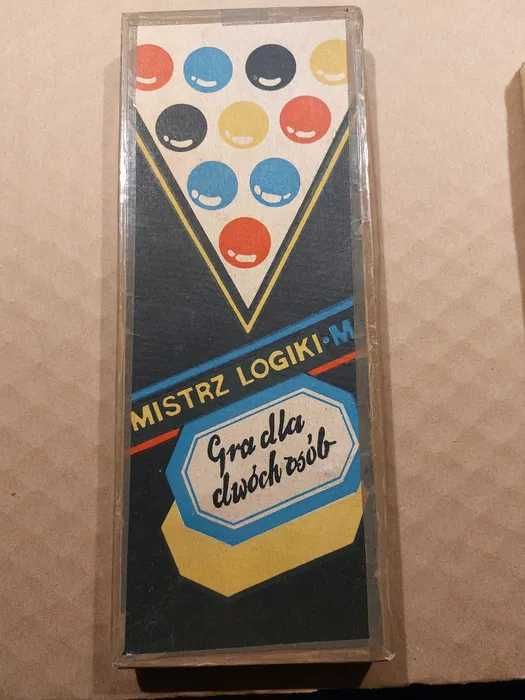 MISTRZ LOGIKI·M
Gra dla
dwóch osób